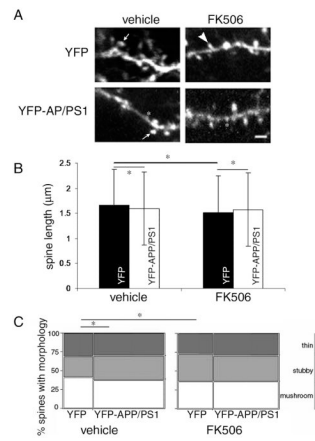 A
vehicle FK506
YFP
YFP-AP/PS1
*
B
spine length (µm)
2.5
2
1.5
1
0.5
0
*
*
*
YFP
YFP-APP/PS1
YFP
YFP-APP/PS1
vehicle FK506
C
% spines with morphology
100
75
50
25
0
*
*
thin
stubby
mushroom
YFP YFP-APP/PS1 YFP YFP-APP/PS1
vehicle FK506